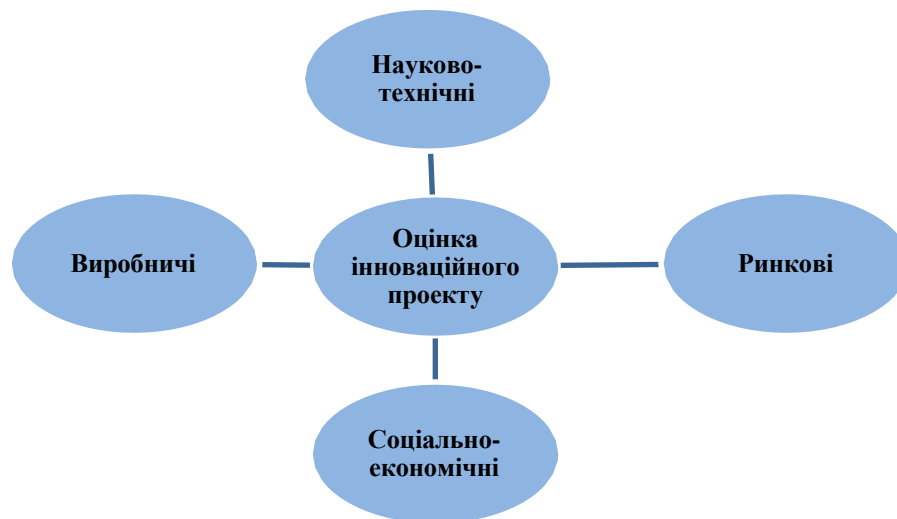 Науково-
технічні
Виробничі
Оцінка
інноваційного
проекту
Ринкові
Соціально-
економічні